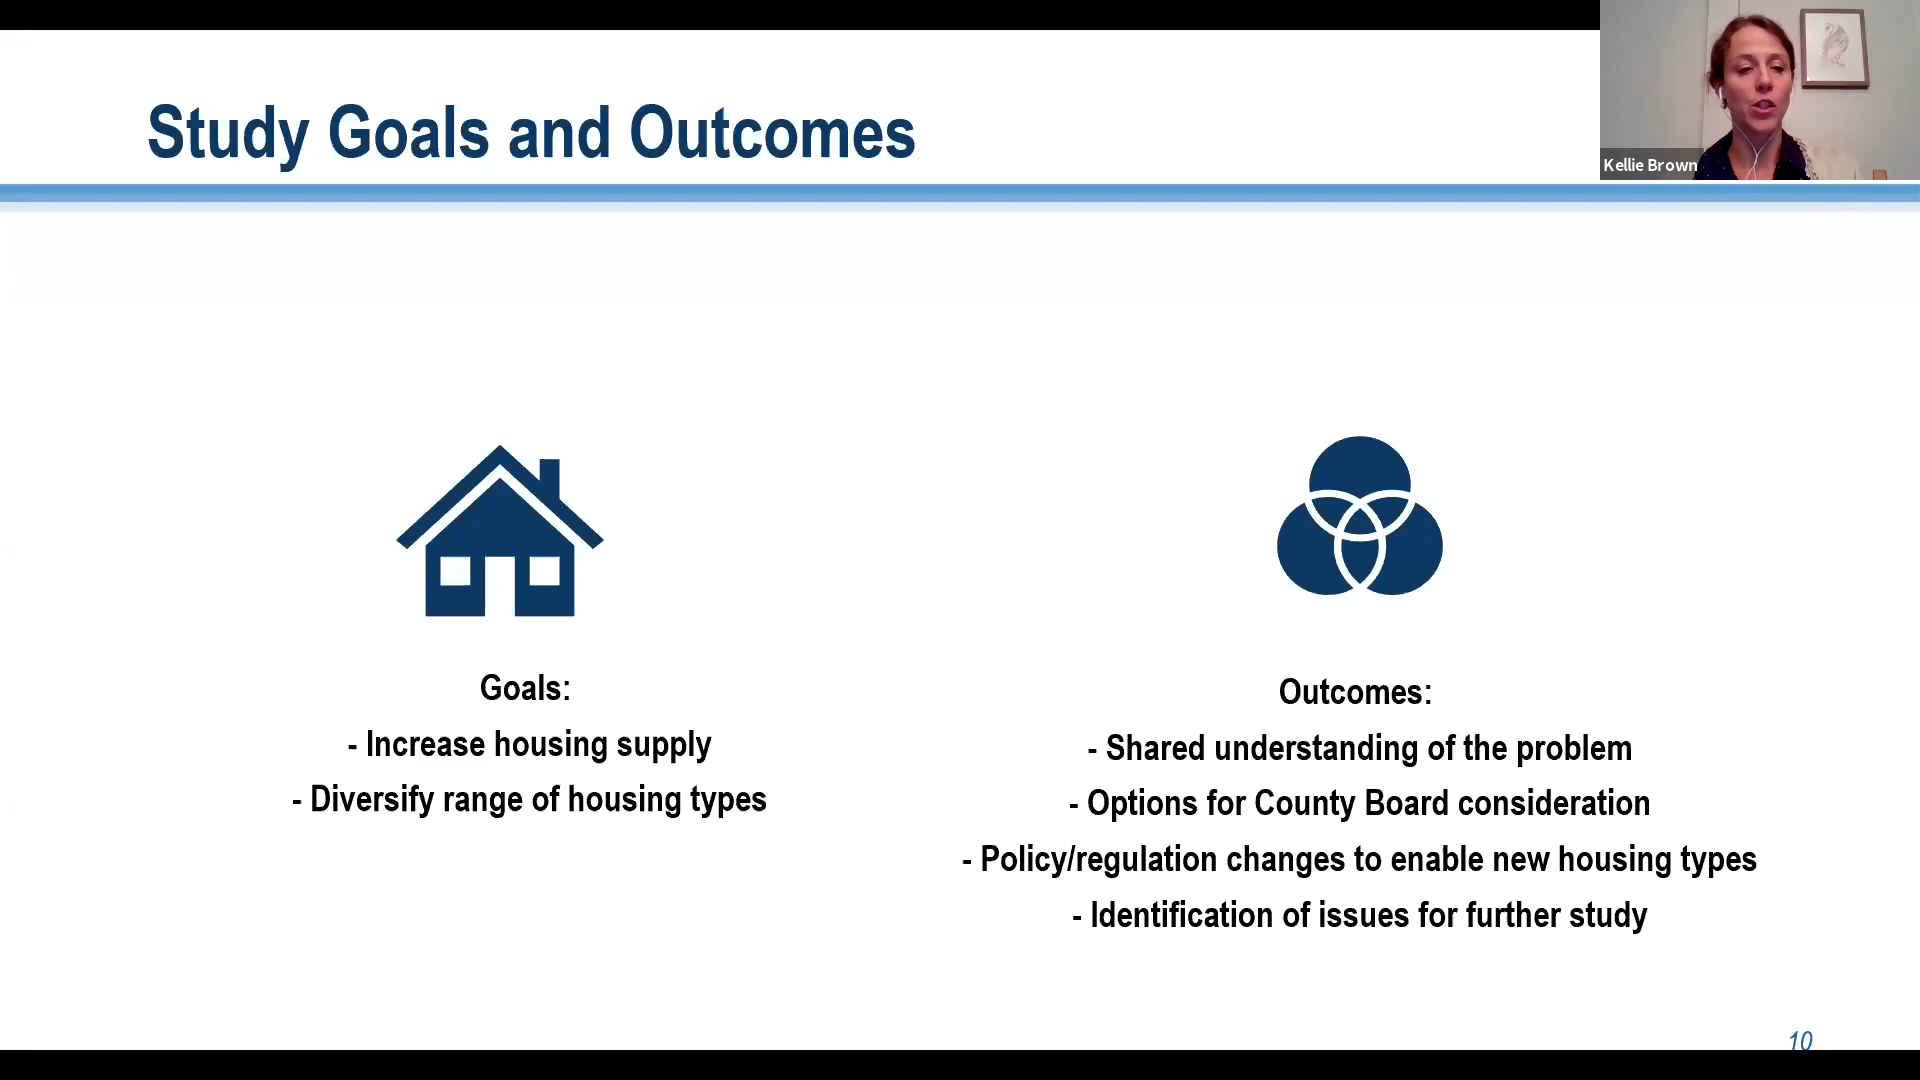 Study Goals and Outcomes
Kellie Brown
Goals:
- Increase housing supply
- Diversify range of housing types
Outcomes:
- Shared understanding of the problem
- Options for County Board consideration
- Policy/regulation changes to enable new housing types
- Identification of issues for further study
10